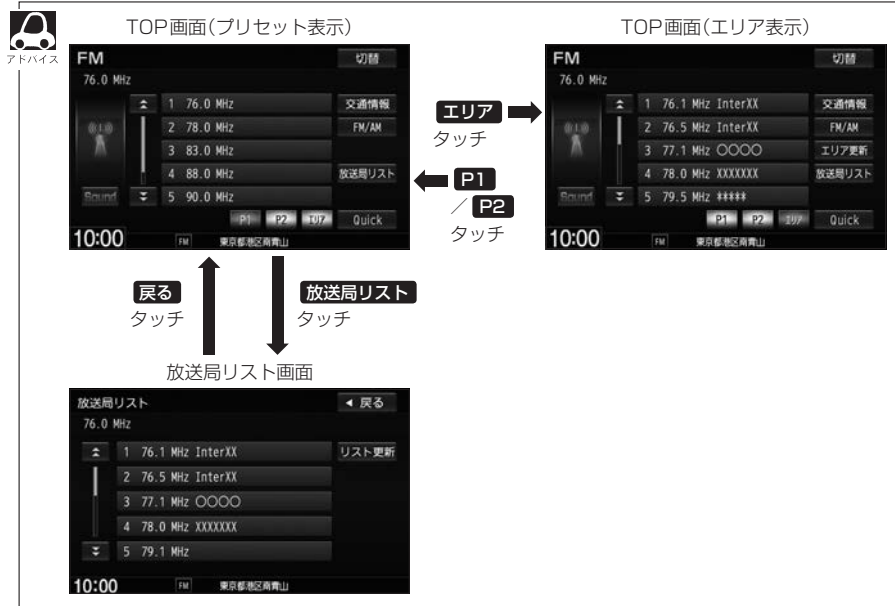 アドバイス
TOP画面(プリセット表示)
FM
切替
76.0 MHz
1 76.0 MHz
交通情報
2 78.0 MHz
FM/AM
3 83.0 MHz
4 88.0 MHz
放送局リスト
Sound
5 90.0 MHz
P1 P2 エリア Quick
10:00
FM
東京都港区南青山
エリア
タッチ
P1
/ P2
タッチ
TOP画面(エリア表示)
FM
切替
76.0 MHz
1 76.1 MHz InterXX
交通情報
2 76.5 MHz InterXX
FM/AM
3 77.1 MHz ○○○○
エリア更新
4 78.0 MHz XXXXXXX
放送局リスト
Sound
5 79.5 MHz *****
P1 P2 エリア Quick
10:00
FM
東京都港区南青山
戻る
タッチ
放送局リスト
タッチ
放送局リスト画面
放送局リスト
◀ 戻る
76.0 MHz
1 76.1 MHz InterXX
リスト更新
2 76.5 MHz InterXX
3 77.1 MHz ○○○○
4 78.0 MHz XXXXXXX
5 79.1 MHz
10:00
FM
東京都港区南青山